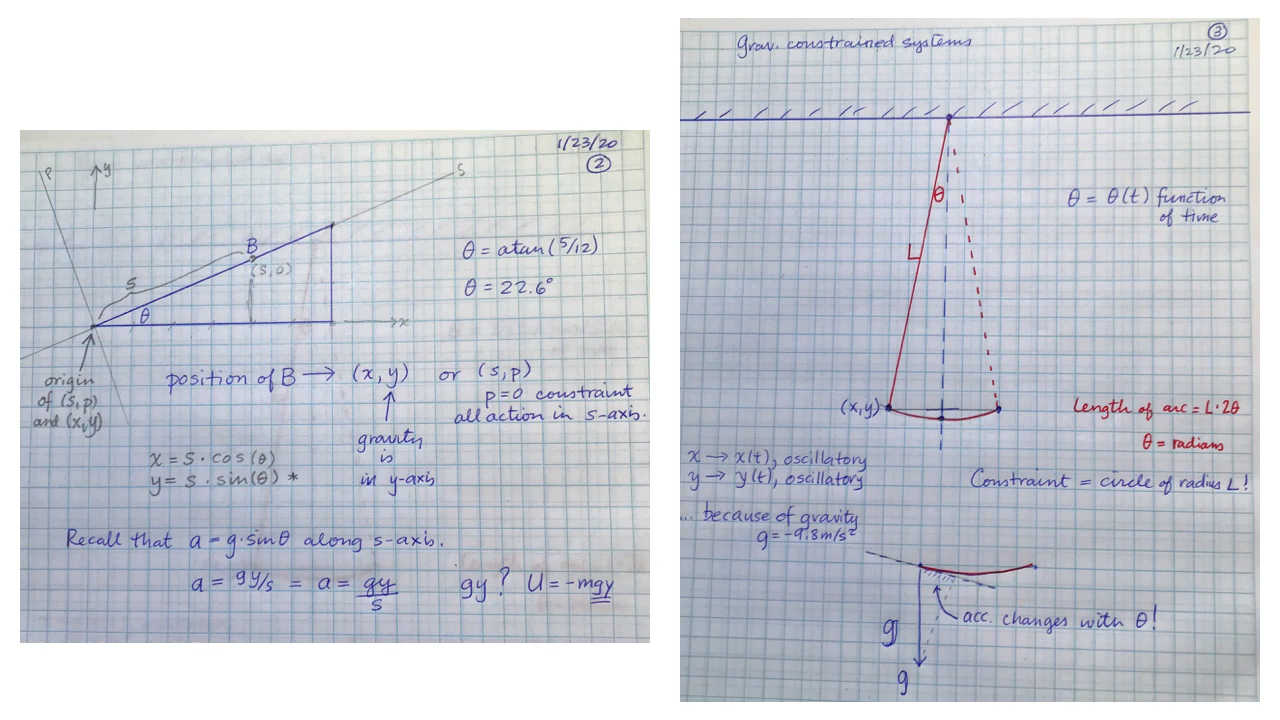 1/23/20
2
p
y
s
B
(s,0)
s
θ
x
θ = atan(5/12)
θ = 22.6°
origin
of (s,p)
and (x,y)
position of B → (x,y) or (s,p)
p=0 constraint
all action in s-axis.
gravity
is
in y-axis
x = s · cos(θ)
y = s · sin(θ) *
Recall that a = g·sinθ along s-axis.
a = gy/s = a = gy/s gy? U = -mgy
grav. constrained systems
3
1/23/20
θ
θ = θ(t) function
of time
L
(x,y)
Length of arc = L·2θ
θ = radians
x → x(t), oscillatory
y → y(t), oscillatory
Constraint = circle of radius L!
... because of gravity
g = -9.8m/s²
acc. changes with θ!
g
g